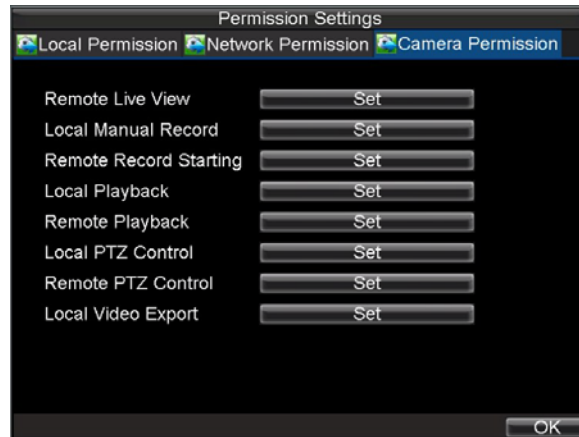 Permission Settings
Local Permission Network Permission Camera Permission
Remote Live View Set
Local Manual Record Set
Remote Record Starting Set
Local Playback Set
Remote Playback Set
Local PTZ Control Set
Remote PTZ Control Set
Local Video Export Set
OK